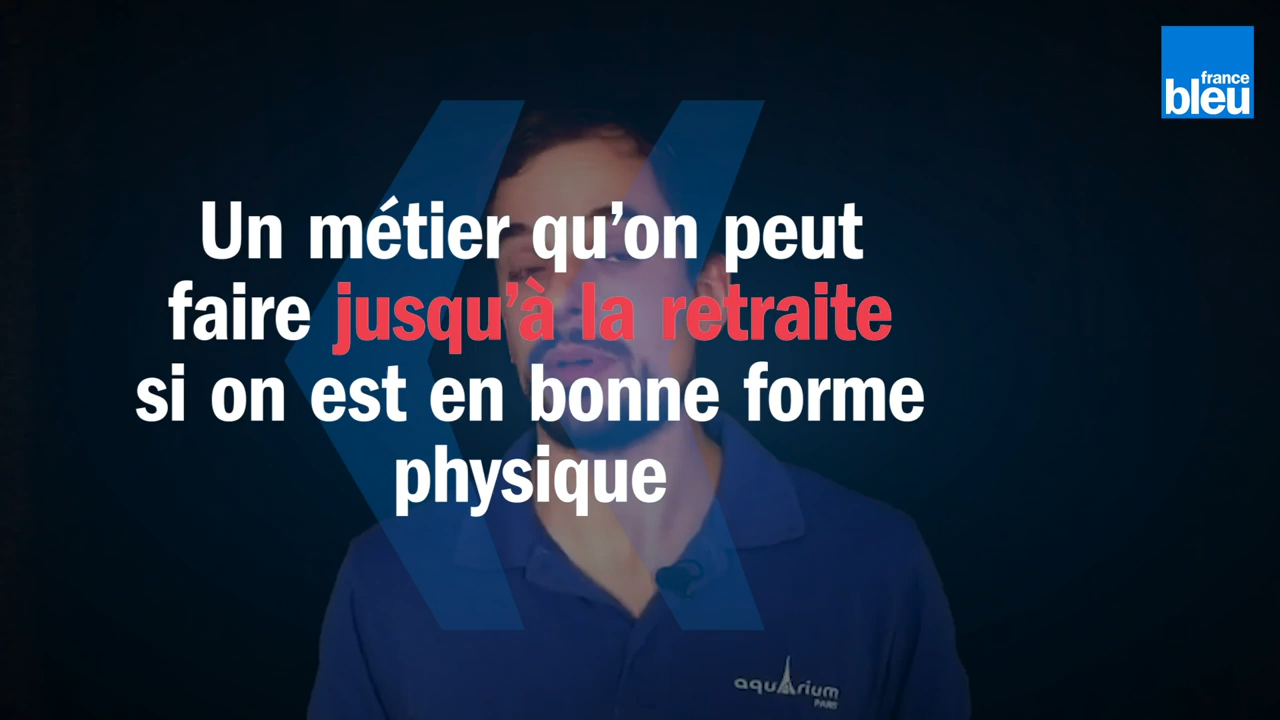 france
bleu
Un métier qu’on peut
faire jusqu’à la retraite
si on est en bonne forme
physique
aquarium
PARIS